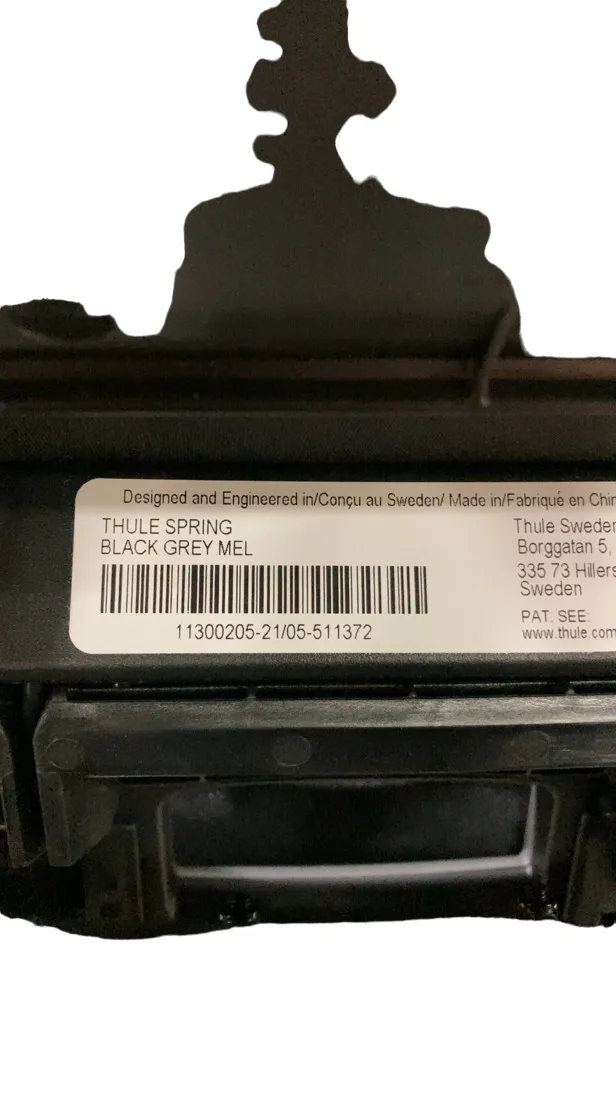 Designed and Engineered in/Conçu au Sweden/ Made in/Fabriqué en Chin
THULE SPRING
BLACK GREY MEL
11300205-21/05-511372
Thule Sweden
Borggatan 5,
335 73 Hillers
Sweden
PAT. SEE:
www.thule.com